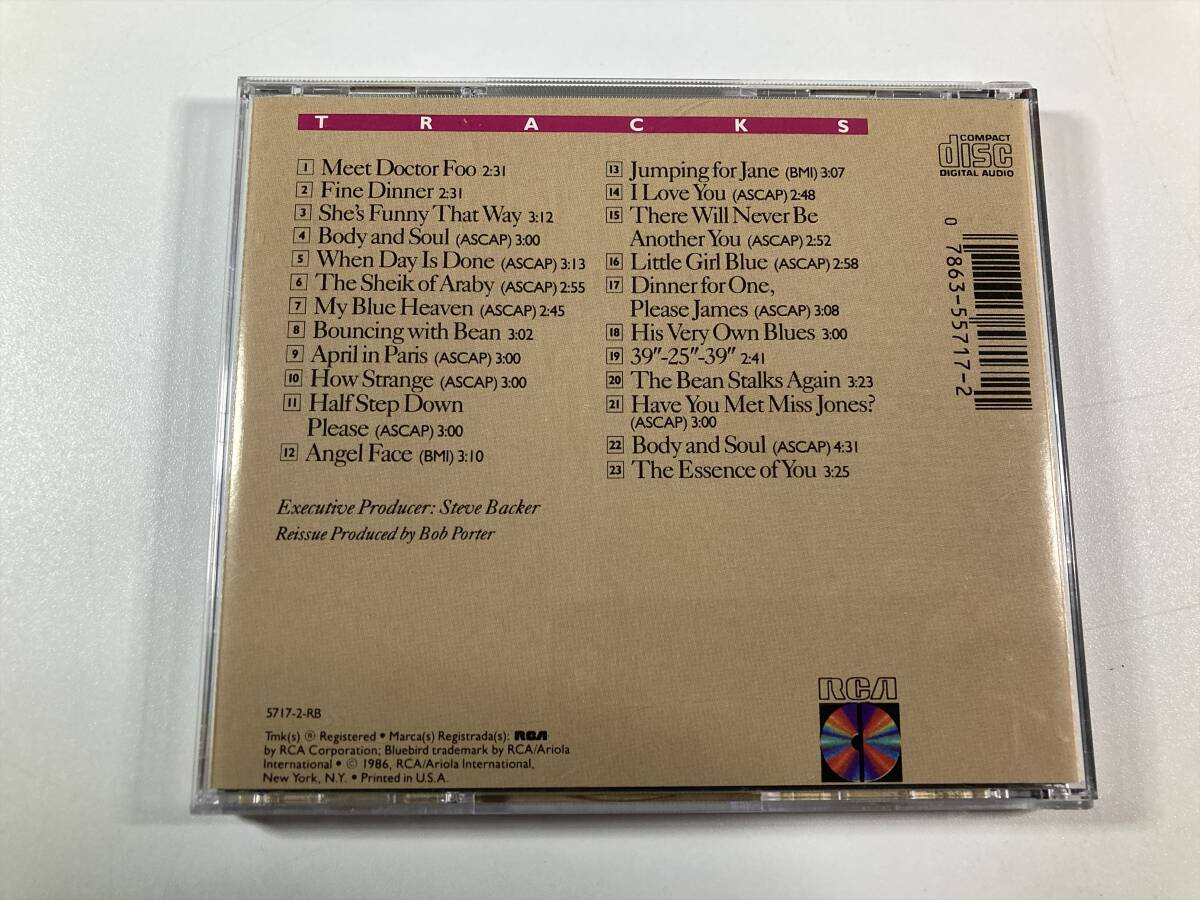 TRACKS
1 Meet Doctor Foo 2:31
2 Fine Dinner 2:31
3 She's Funny That Way 3:12
4 Body and Soul (ASCAP) 3:00
5 When Day Is Done (ASCAP) 3:13
6 The Sheik of Araby (ASCAP) 2:55
7 My Blue Heaven (ASCAP) 2:45
8 Bouncing with Bean 3:02
9 April in Paris (ASCAP) 3:00
10 How Strange (ASCAP) 3:00
11 Half Step Down
Please (ASCAP) 3:00
12 Angel Face (BMI) 3:10
13 Jumping for Jane (BMI) 3:07
14 I Love You (ASCAP) 2:48
15 There Will Never Be
Another You (ASCAP) 2:52
16 Little Girl Blue (ASCAP) 2:58
17 Dinner for One,
Please James (ASCAP) 3:08
18 His Very Own Blues 3:00
19 39"-25"-39" 2:41
20 The Bean Stalks Again 3:23
21 Have You Met Miss Jones?
(ASCAP) 3:00
22 Body and Soul (ASCAP) 4:31
23 The Essence of You 3:25
COMPACT
disc
DIGITAL AUDIO
0 7863-55717-2
Executive Producer: Steve Backer
Reissue Produced by Bob Porter
RCA
5717-2-RB
Tmk(s) ® Registered • Marca(s) Registrada(s): RCA
by RCA Corporation; Bluebird trademark by RCA/Ariola
International • © 1986, RCA/Ariola International,
New York, N.Y. • Printed in U.S.A.